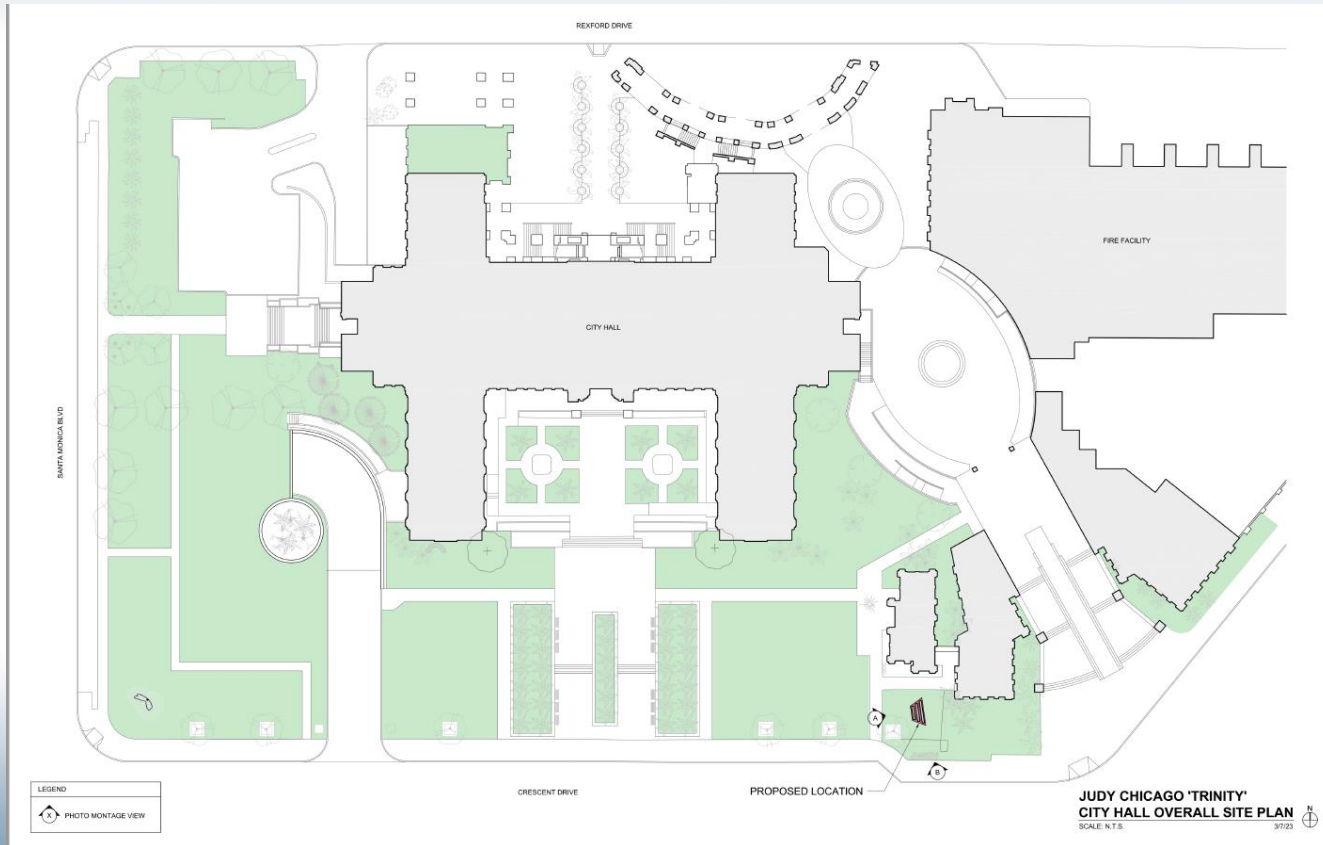 REXFORD DRIVE
FIRE FACILITY
CITY HALL
SANTA MONICA BLVD
A
B
CRESCENT DRIVE
PROPOSED LOCATION
LEGEND
X PHOTO MONTAGE VIEW
JUDY CHICAGO 'TRINITY'
CITY HALL OVERALL SITE PLAN
SCALE: N.T.S. 3/7/23
N